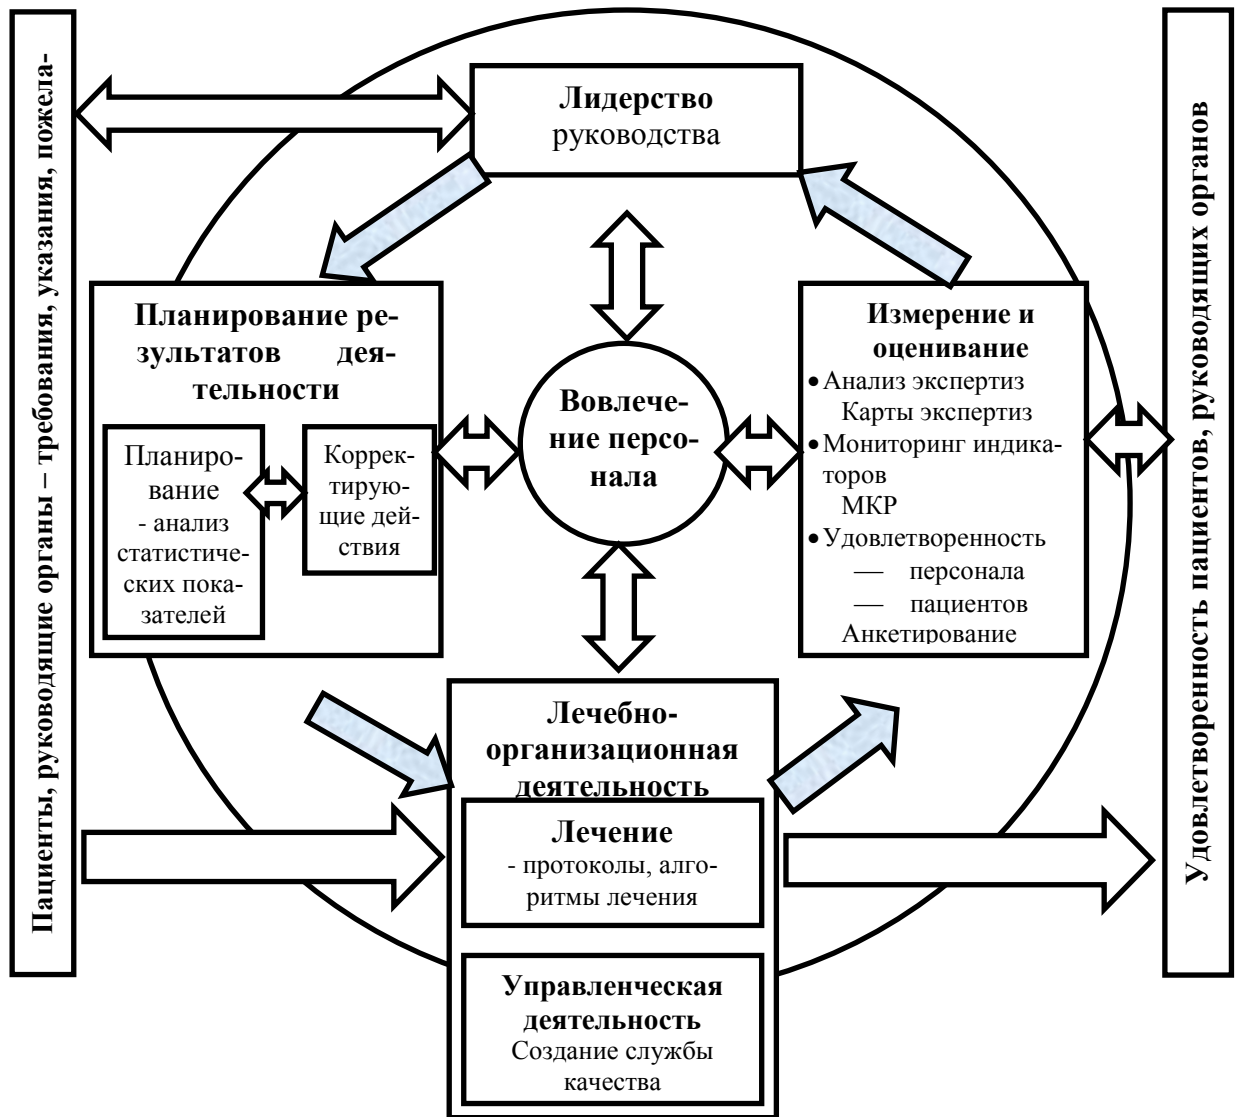 Пациенты, руководящие органы – требования, указания, пожела-
Лидерство
руководства
Планирование ре-
зультатов дея-
тельности
Планиро-
вание
- анализ
статистиче-
ских пока-
зателей
Коррек-
тирую-
щие дей-
ствия
Вовлече-
ние персо-
нала
Измерение и
оценивание
•Анализ экспертиз
Карты экспертиз
•Мониторинг индика-
торов
МКР
•Удовлетворенность
— персонала
— пациентов
Анкетирование
Лечебно-
организационная
деятельность
Лечение
- протоколы, алго-
ритмы лечения
Управленческая
деятельность
Создание службы
качества
Удовлетворенность пациентов, руководящих органов